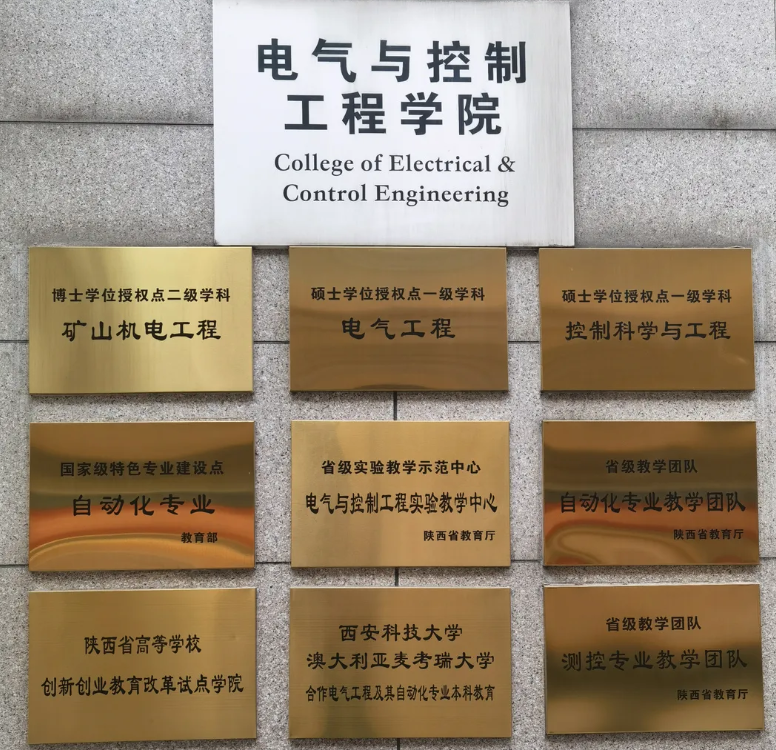 电气与控制
工程学院
College of Electrical &
Control Engineering
博士学位授权点二级学科
矿山机电工程
硕士学位授权点一级学科
电气工程
硕士学位授权点一级学科
控制科学与工程
国家级特色专业建设点
自动化专业
教育部
省级实验教学示范中心
电气与控制工程实验教学中心
陕西省教育厅
省级教学团队
自动化专业教学团队
陕西省教育厅
陕西省高等学校
创新创业教育改革试点学院
西安科技大学
澳大利亚麦考瑞大学
合作电气工程及其自动化专业本科教育
省级教学团队
测控专业教学团队
陕西省教育厅